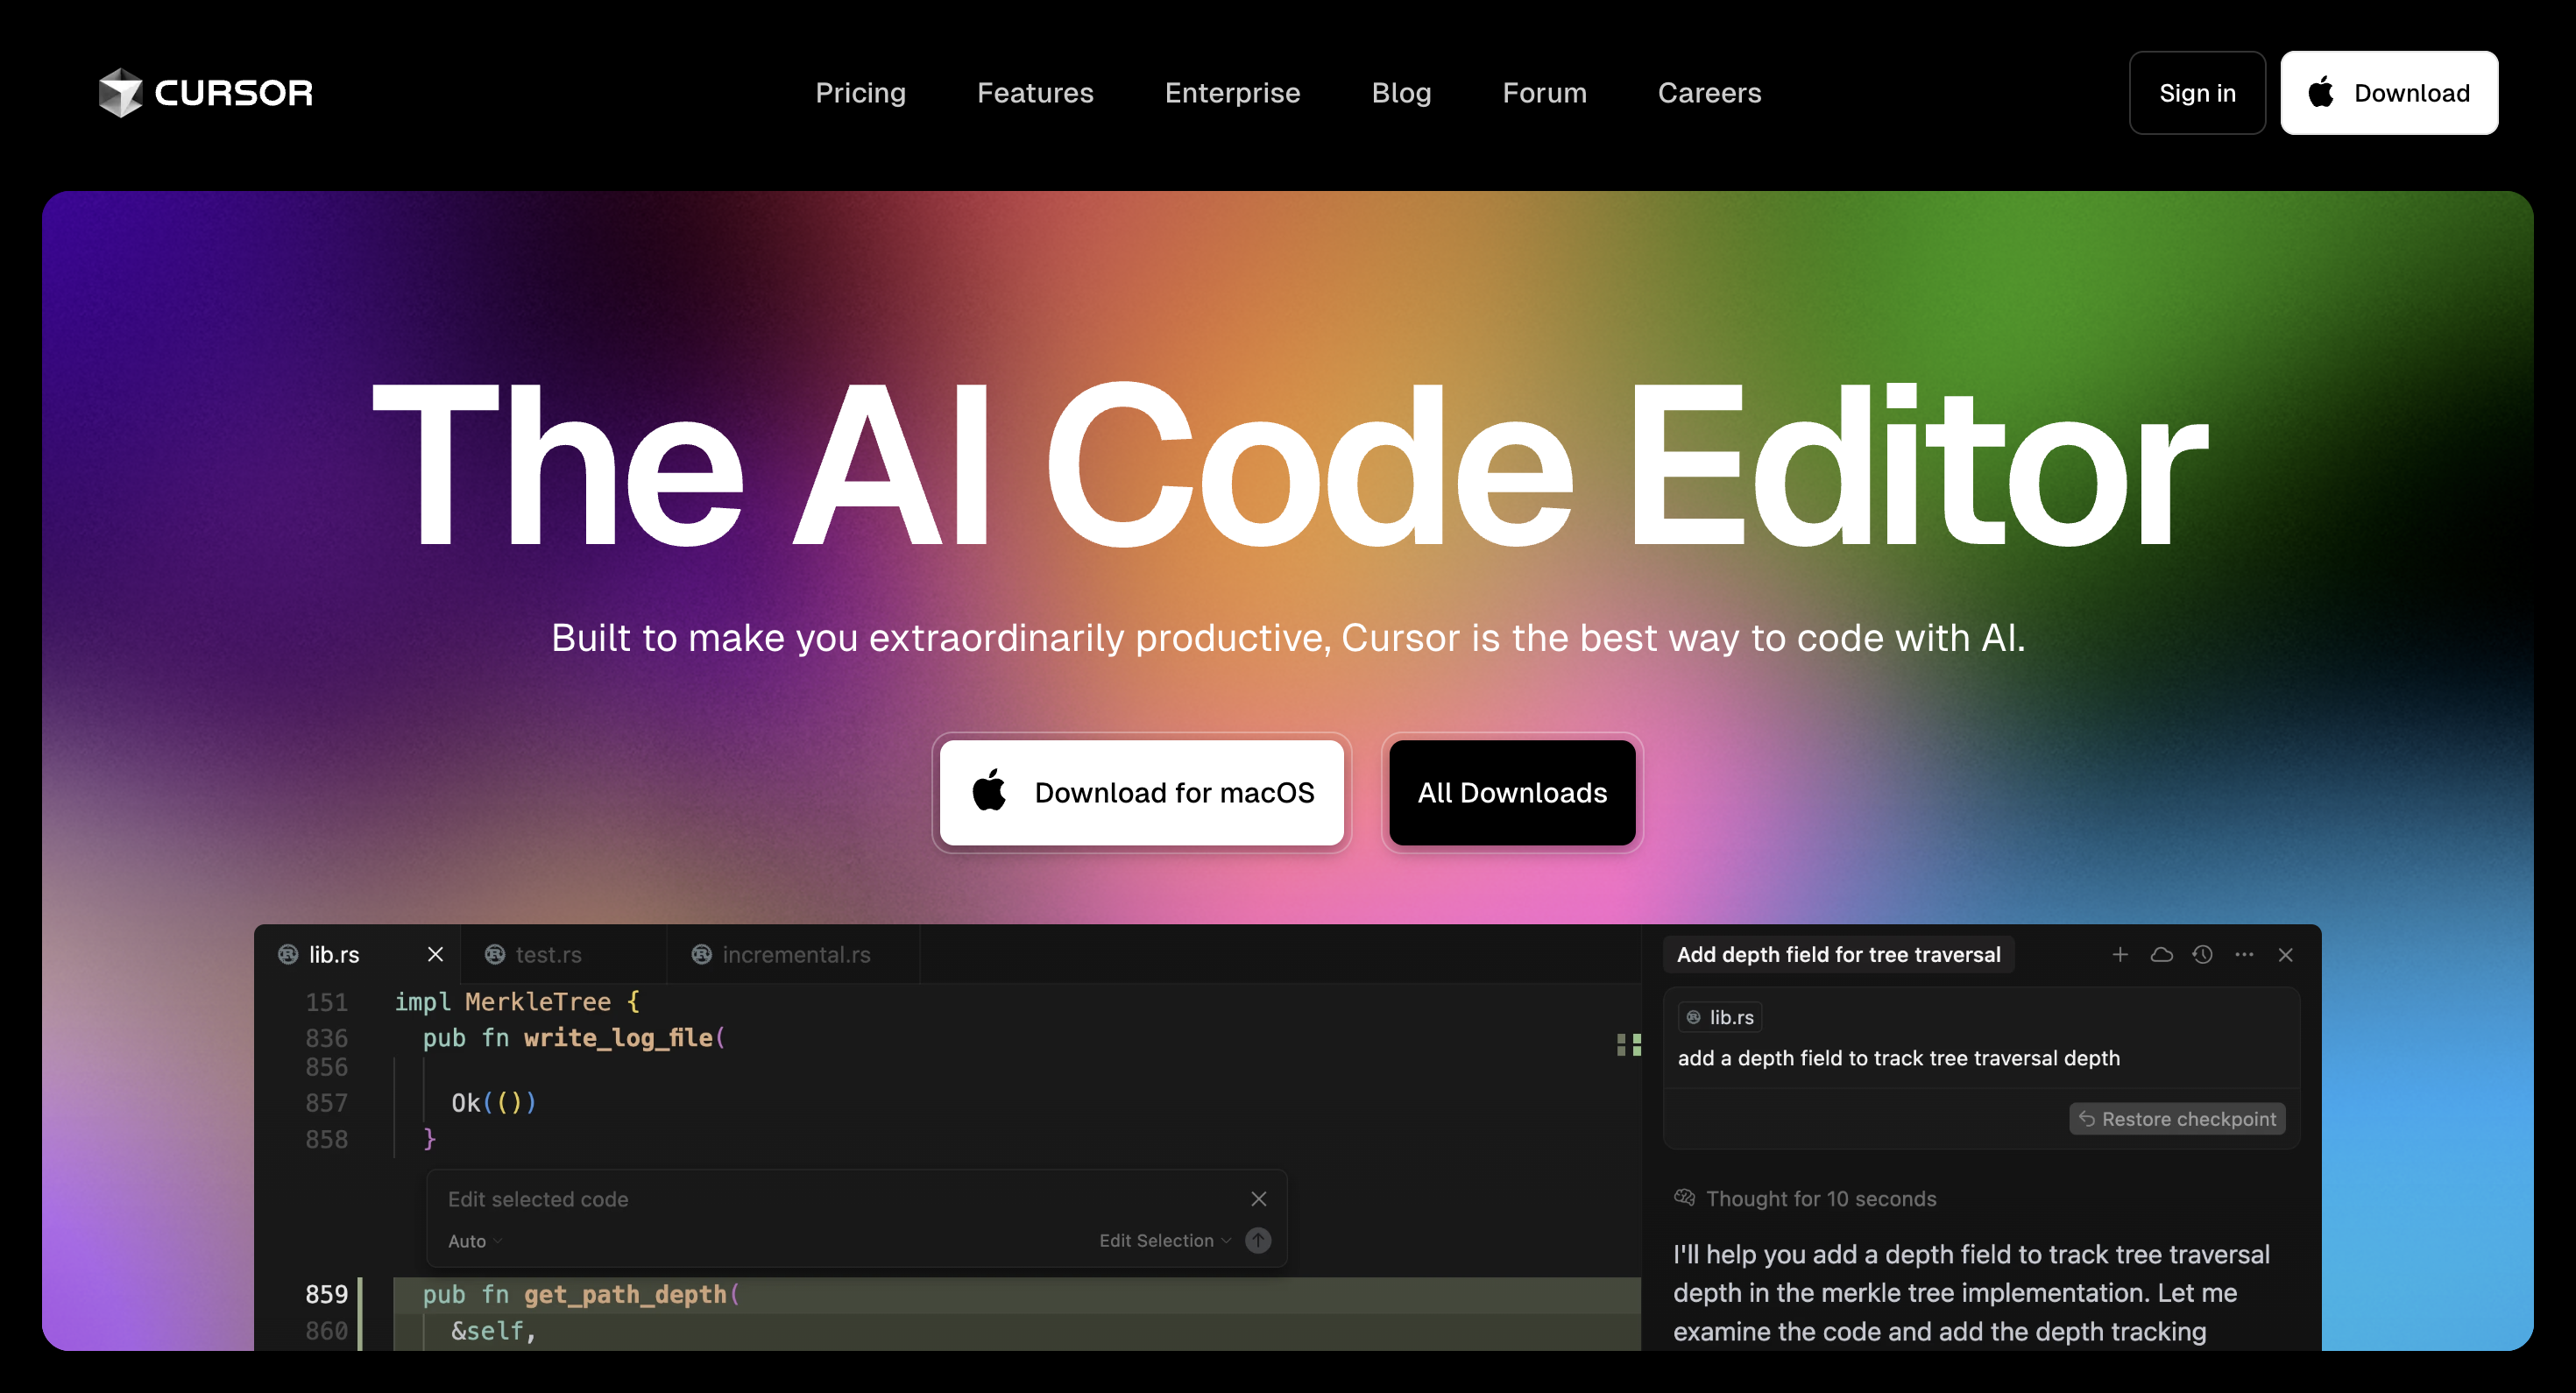 CURSOR
Pricing
Features
Enterprise
Blog
Forum
Careers
Sign in
Download
The AI Code Editor
Built to make you extraordinarily productive, Cursor is the best way to code with AI.
Download for macOS
All Downloads
lib.rs
test.rs
incremental.rs
151 impl MerkleTree {
836 pub fn write_log_file(
856
857 Ok(())
858 }
Edit selected code
Auto
Edit Selection
859 pub fn get_path_depth(
860 &self,
Add depth field for tree traversal
lib.rs
add a depth field to track tree traversal depth
Restore checkpoint
Thought for 10 seconds
I'll help you add a depth field to track tree traversal
depth in the merkle tree implementation. Let me
examine the code and add the depth tracking